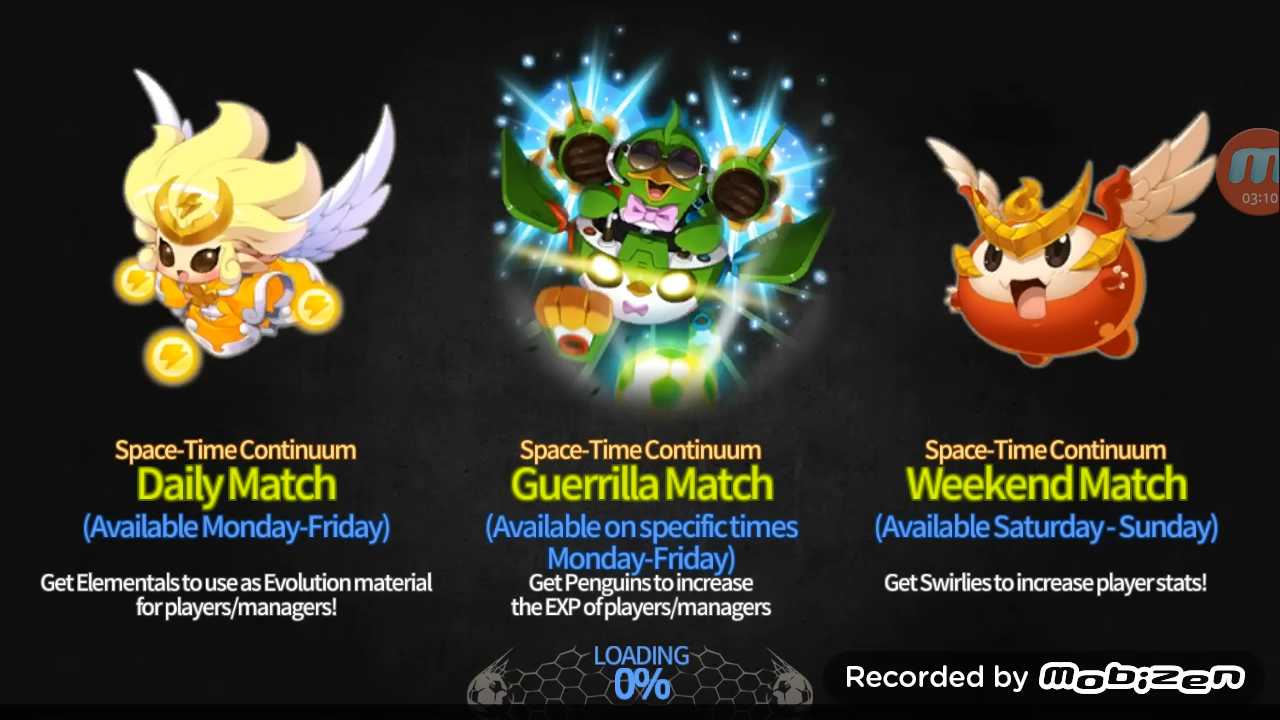 03:10
Space-Time Continuum
Daily Match
(Available Monday-Friday)
Get Elementals to use as Evolution material
for players/managers!
Space-Time Continuum
Guerrilla Match
(Available on specific times
Monday-Friday)
Get Penguins to increase
the EXP of players/managers
Space-Time Continuum
Weekend Match
(Available Saturday - Sunday)
Get Swirlies to increase player stats!
LOADING
0%
Recorded by mobizen